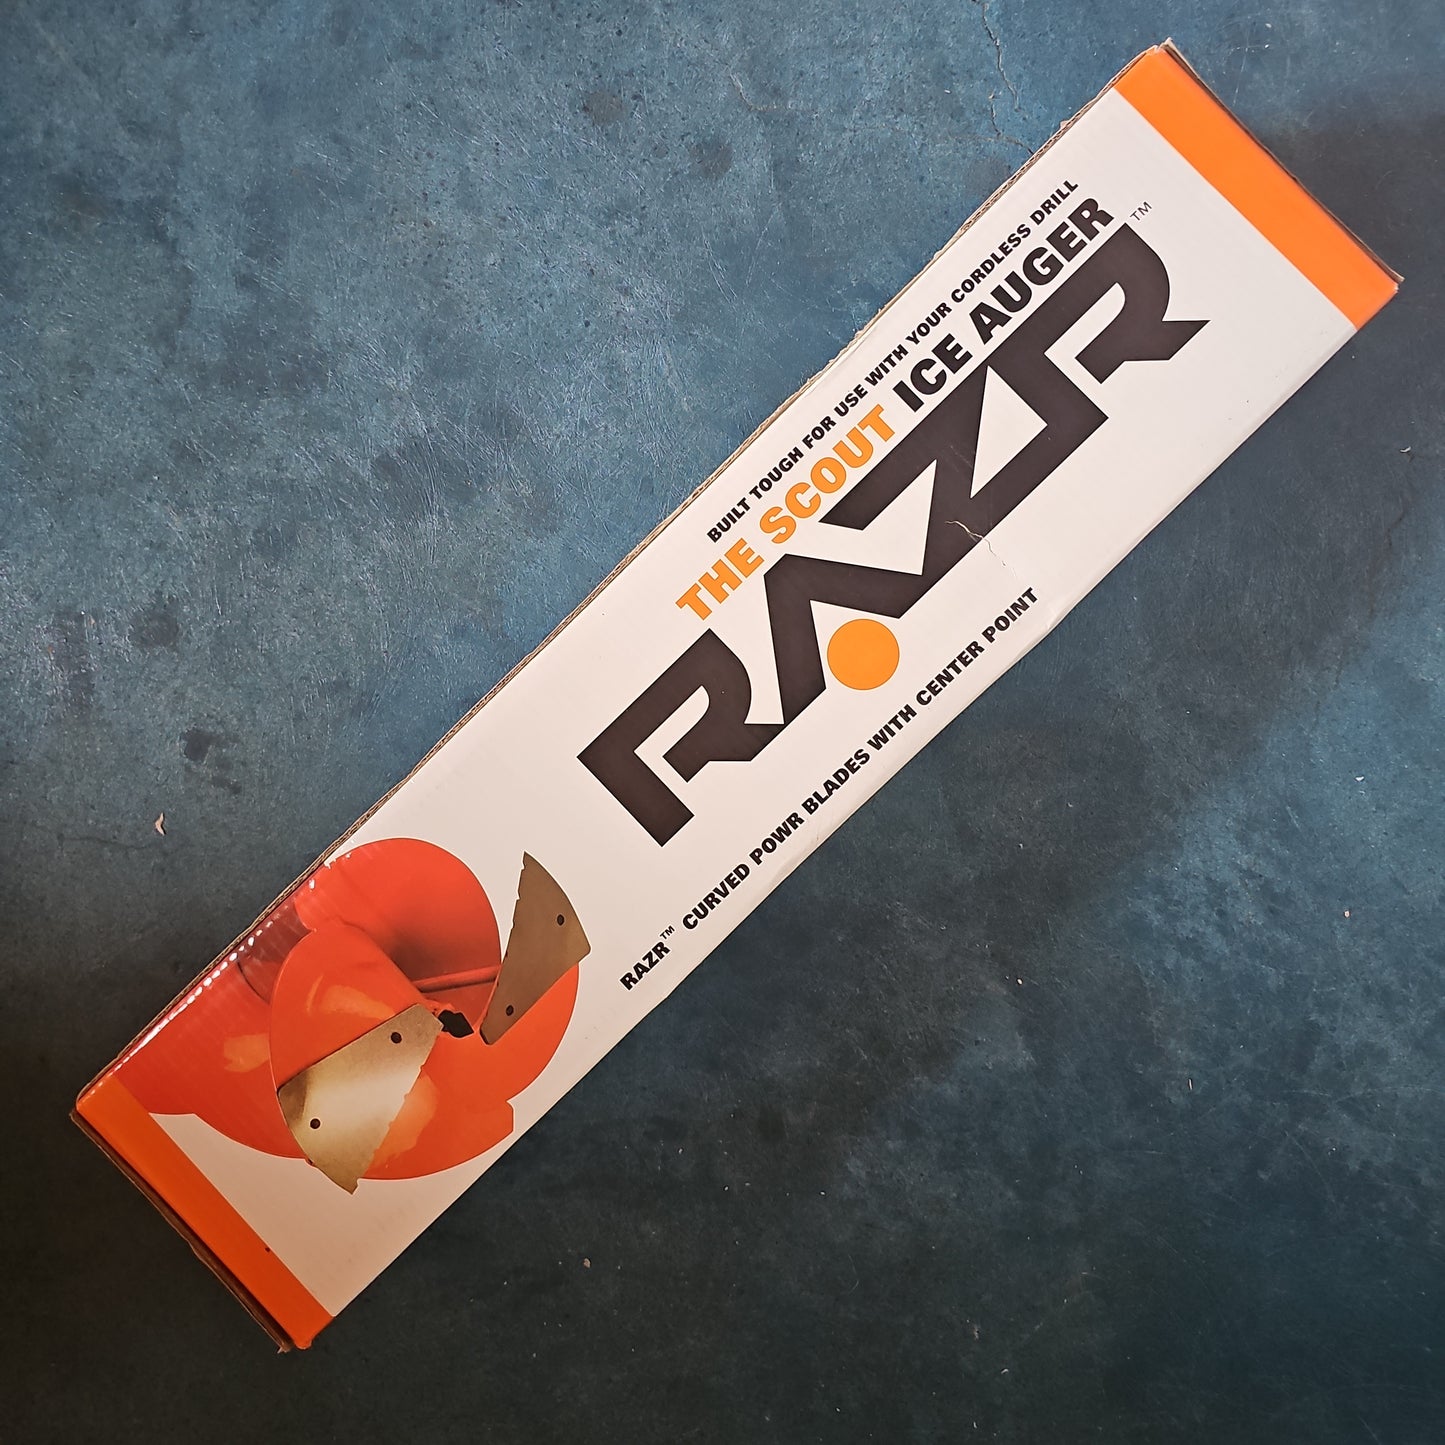 BUILT TOUGH FOR USE WITH YOUR CORDLESS DRILL
THE SCOUT ICE AUGER
RAZR™
RAZR™ CURVED POWR BLADES WITH CENTER POINT